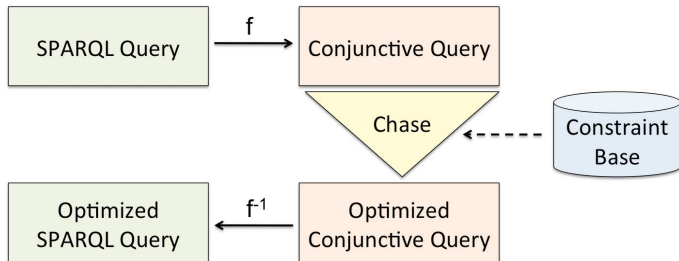 SPARQL Query
f
Conjunctive Query
Chase
Constraint
Base
Optimized
SPARQL Query
f-1
Optimized
Conjunctive Query